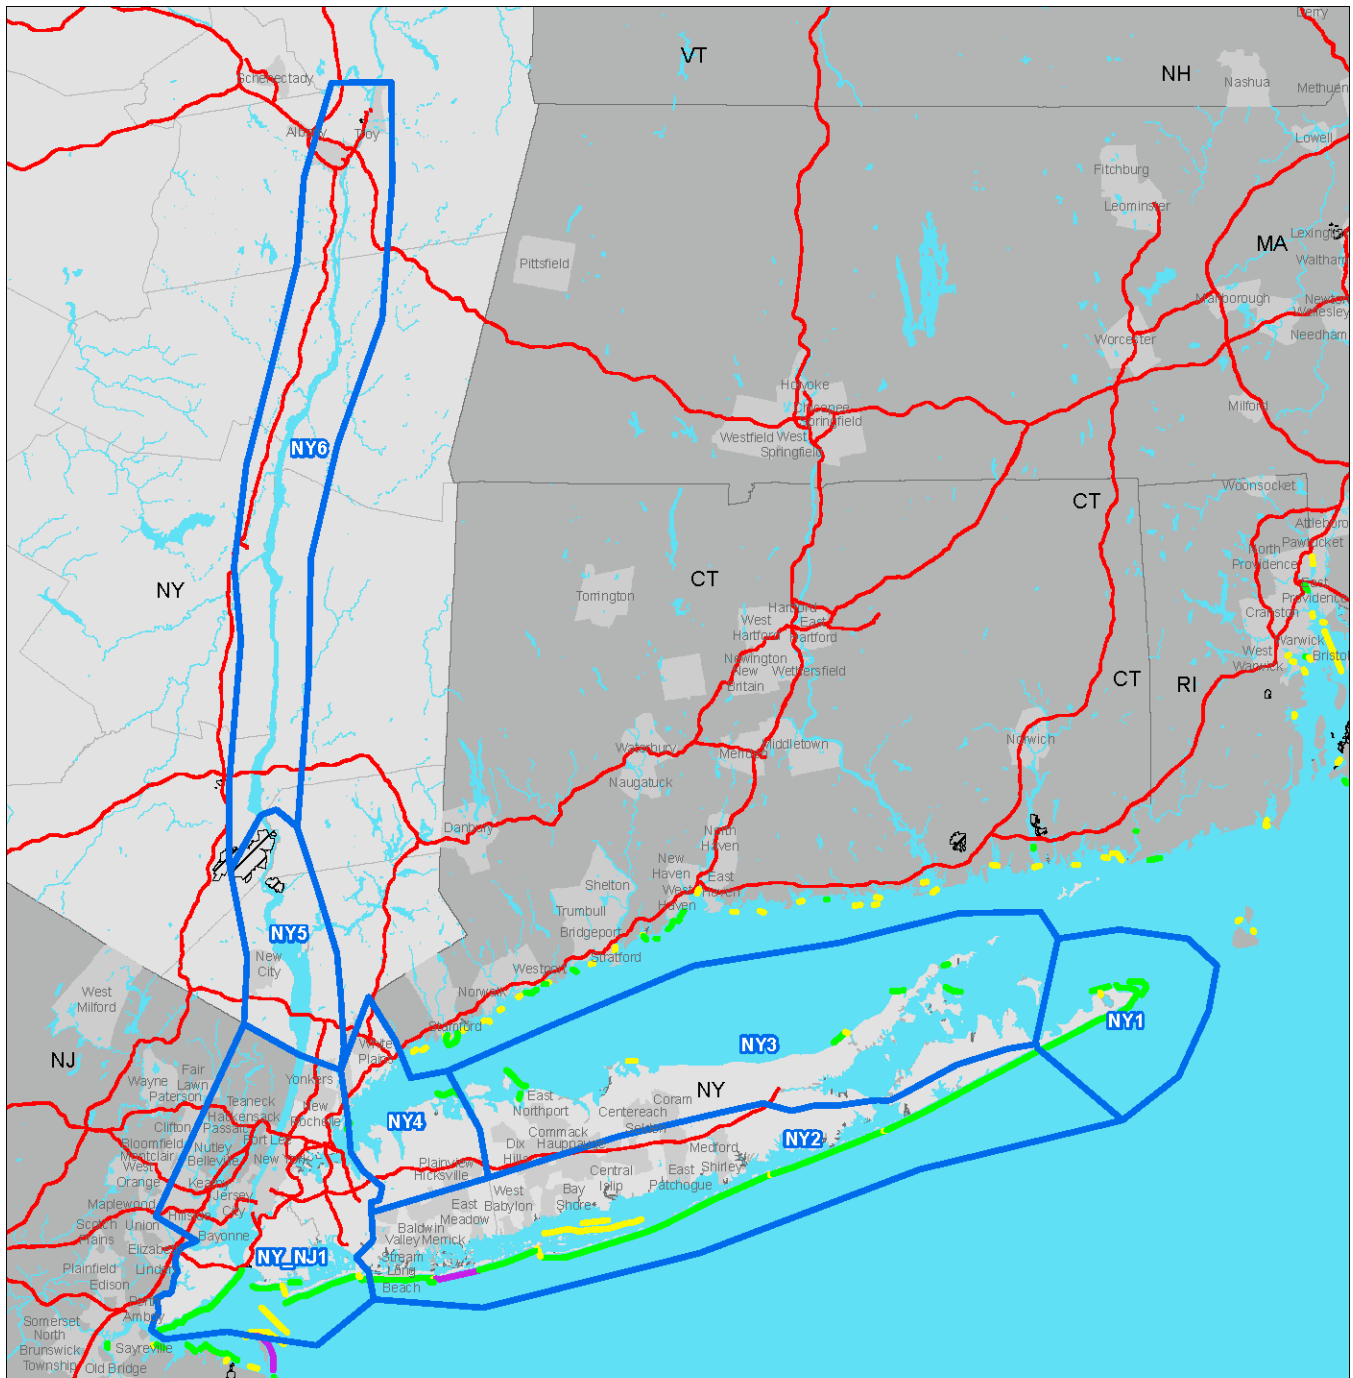 Derry
VT
NH
Nashua
Methuen
Schenectady
Albany
Troy
Lowell
Fitchburg
Leominster
Lexington
MA
Waltham
Pittsfield
Marlborough
Newton
Wellesley
Needham
Worcester
Holyoke
Chicopee
Springfield
Milford
Westfield
West
Springfield
NY6
Woonsocket
CT
Attleboro
Pawtucket
North
Providence
East
Providence
Cranston
NY
CT
Torrington
Hartford
West
Hartford
East
Hartford
Warwick
West
Warwick
Bristol
Newington
New
Britain
Wethersfield
CT
RI
Waterbury
Meriden
Middletown
Norwich
Naugatuck
Danbury
North
Haven
New
Haven
West
Haven
East
Haven
Shelton
Trumbull
Bridgeport
Stratford
NY5
New
City
Westport
Norwalk
Stamford
West
Milford
NY1
NY3
White
Plains
NJ
Fair
Lawn
Wayne
Paterson
Yonkers
NY
Teaneck
Hackensack
New
Rochelle
East
Northport
Centereach
Coram
Selden
Clifton
Passaic
Fort Lee
NY4
Commack
Hauppauge
NY2
Bloomfield
Montclair
West
Orange
Nutley
Belleville
New York
Dix
Hills
Medford
Plainview
Hicksville
Central
Islip
East
Patchogue
Shirley
Kearny
Jersey
City
Maplewood
Hillside
West
Babylon
Bay
Shore
East
Meadow
Scotch
Plains
Union
Bayonne
Baldwin
Valley
Stream
Merrick
Elizabeth
NY_NJ1
Plainfield
Linden
Long
Beach
Edison
Perth
Amboy
Somerset
North
Brunswick
Township
Sayreville
Old Bridge